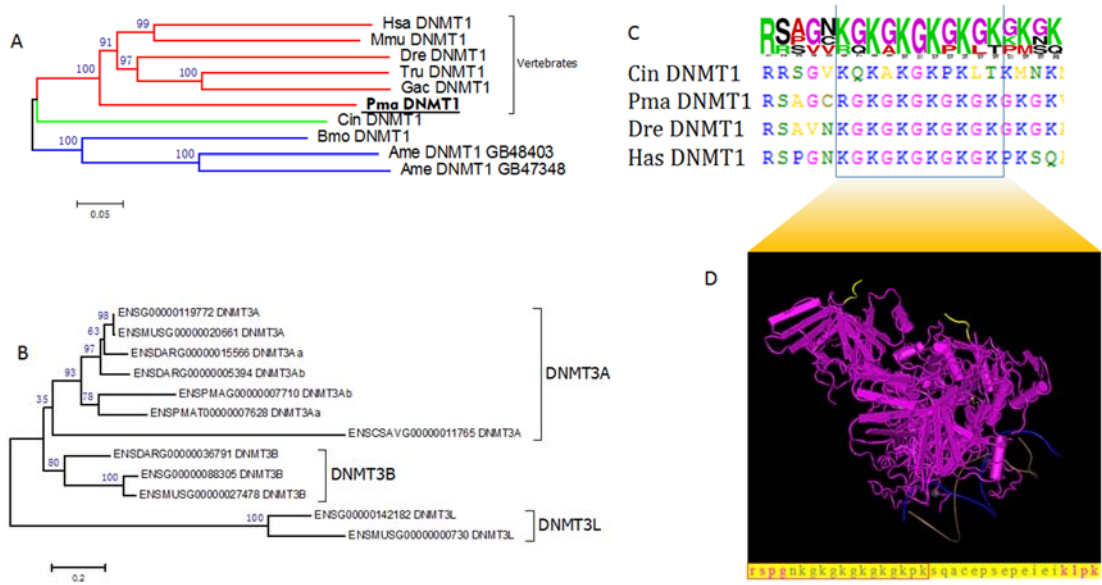 A
Hsa DNMT1
Mmu DNMT1
Dre DNMT1
Tru DNMT1
Gac DNMT1
Pma DNMT1
Cin DNMT1
Bmo DNMT1
Ame DNMT1 GB48403
Ame DNMT1 GB47348
Vertebrates
99
91
97
100
100
100
100
0.05
B
ENSG00000119772 DNMT3A
ENSMUSG00000020661 DNMT3A
ENSDARG00000015566 DNMT3Aa
ENSDARG00000005394 DNMT3Ab
ENSPMAG00000007710 DNMT3Ab
ENSPMAT00000007628 DNMT3Aa
ENSCSAVG00000011765 DNMT3A
ENSDARG00000036791 DNMT3B
ENSG00000088305 DNMT3B
ENSMUSG00000027478 DNMT3B
ENSG00000142182 DNMT3L
ENSMUSG00000000730 DNMT3L
DNMT3A
DNMT3B
DNMT3L
98
63
97
93
78
35
80
100
100
0.2
C
Cin DNMT1 RRSGVKQKAKGKPKLTKMNK
Pma DNMT1 RSAGCRGKGKGKGKGKGKGK
Dre DNMT1 RSAVNKGKGKGKGKGKGKGK
Has DNMT1 RSPGNKGKGKGKGKGKPKSQ
D
rspgnkgkgkgkgkgkpksqacepsepeieiklpk